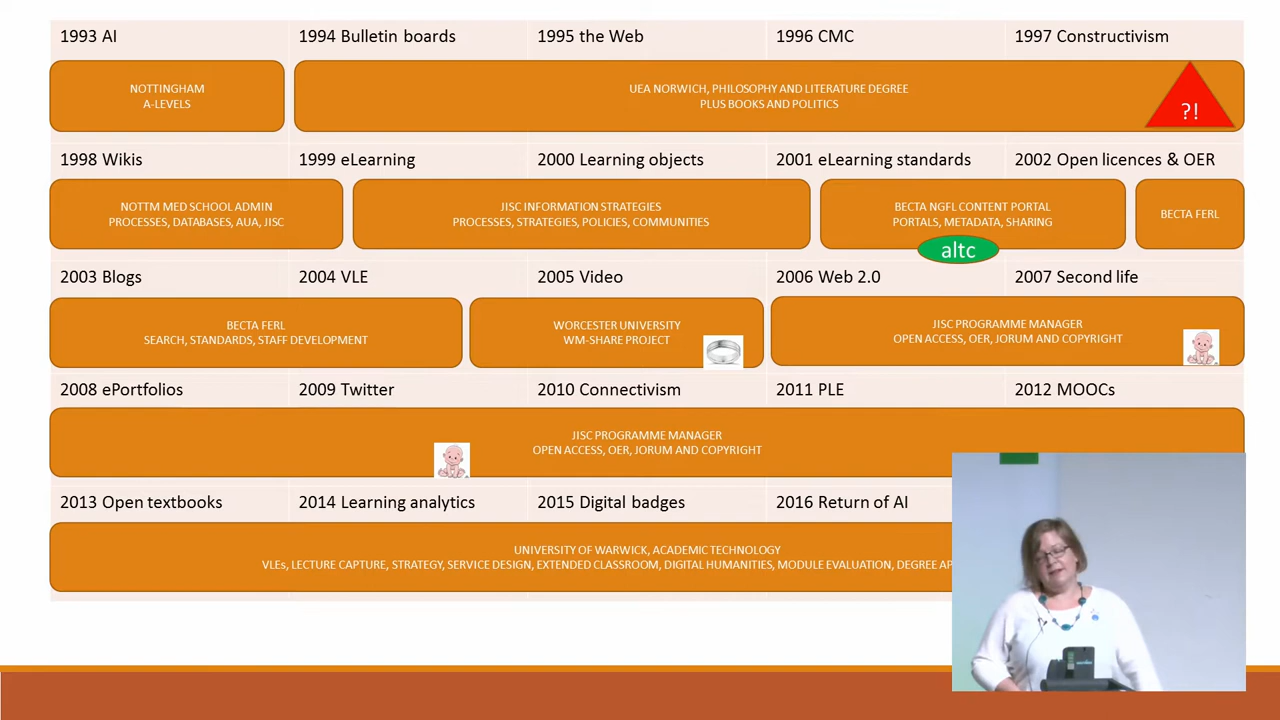 1993 AI
1994 Bulletin boards
1995 the Web
1996 CMC
1997 Constructivism
NOTTINGHAM
A-LEVELS
UEA NORWICH, PHILOSOPHY AND LITERATURE DEGREE
PLUS BOOKS AND POLITICS
?!
1998 Wikis
1999 eLearning
2000 Learning objects
2001 eLearning standards
2002 Open licences & OER
NOTTM MED SCHOOL ADMIN
PROCESSES, DATABASES, AUA, JISC
JISC INFORMATION STRATEGIES
PROCESSES, STRATEGIES, POLICIES, COMMUNITIES
BECTA NGFL CONTENT PORTAL
PORTALS, METADATA, SHARING
BECTA FERL
altc
2003 Blogs
2004 VLE
2005 Video
2006 Web 2.0
2007 Second life
BECTA FERL
SEARCH, STANDARDS, STAFF DEVELOPMENT
WORCESTER UNIVERSITY
WM-SHARE PROJECT
JISC PROGRAMME MANAGER
OPEN ACCESS, OER, JORUM AND COPYRIGHT
2008 ePortfolios
2009 Twitter
2010 Connectivism
2011 PLE
2012 MOOCs
JISC PROGRAMME MANAGER
OPEN ACCESS, OER, JORUM AND COPYRIGHT
2013 Open textbooks
2014 Learning analytics
2015 Digital badges
2016 Return of AI
UNIVERSITY OF WARWICK, ACADEMIC TECHNOLOGY
VLEs, LECTURE CAPTURE, STRATEGY, SERVICE DESIGN, EXTENDED CLASSROOM, DIGITAL HUMANITIES, MODULE EVALUATION, DEGREE AP